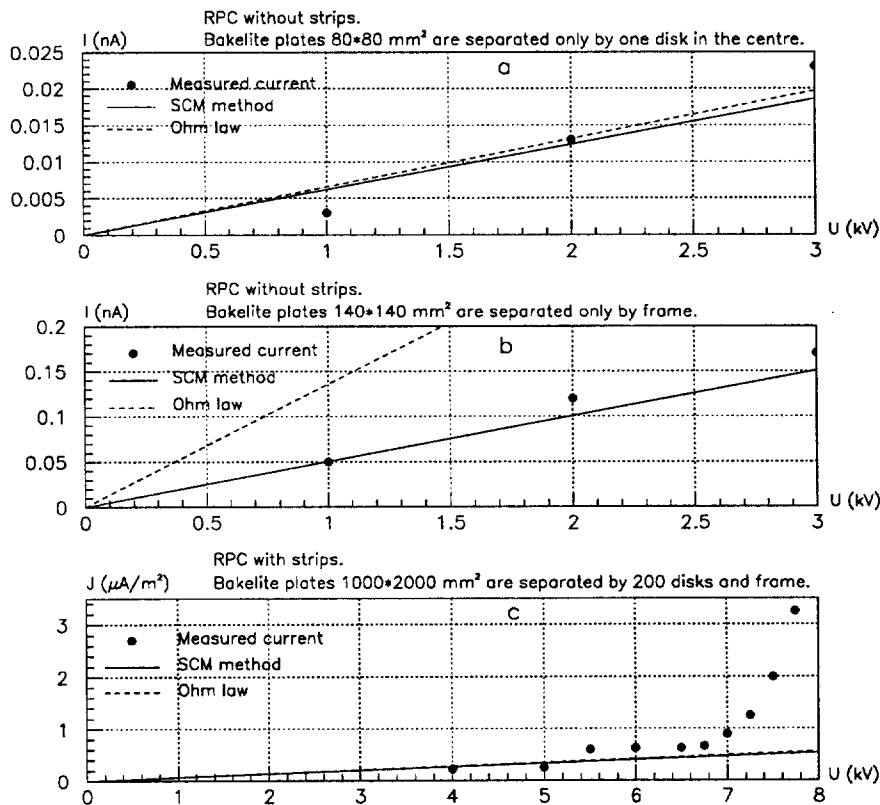 RPC without strips.
I (nA)
Bakelite plates 80*80 mm² are separated only by one disk in the centre.
0.025
a
Measured current
0.02
SCM method
Ohm law
0.015
0.01
0.005
0
0 0.5 1 1.5 2 2.5 3
U (kV)
RPC without strips.
I (nA)
Bakelite plates 140*140 mm² are separated only by frame.
0.2
b
Measured current
0.15
SCM method
Ohm law
0.1
0.05
0
0 0.5 1 1.5 2 2.5 3
U (kV)
RPC with strips.
J (μA/m²)
Bakelite plates 1000*2000 mm² are separated by 200 disks and frame.
c
3
Measured current
SCM method
2
Ohm law
1
0
U (kV)
0 1 2 3 4 5 6 7 8